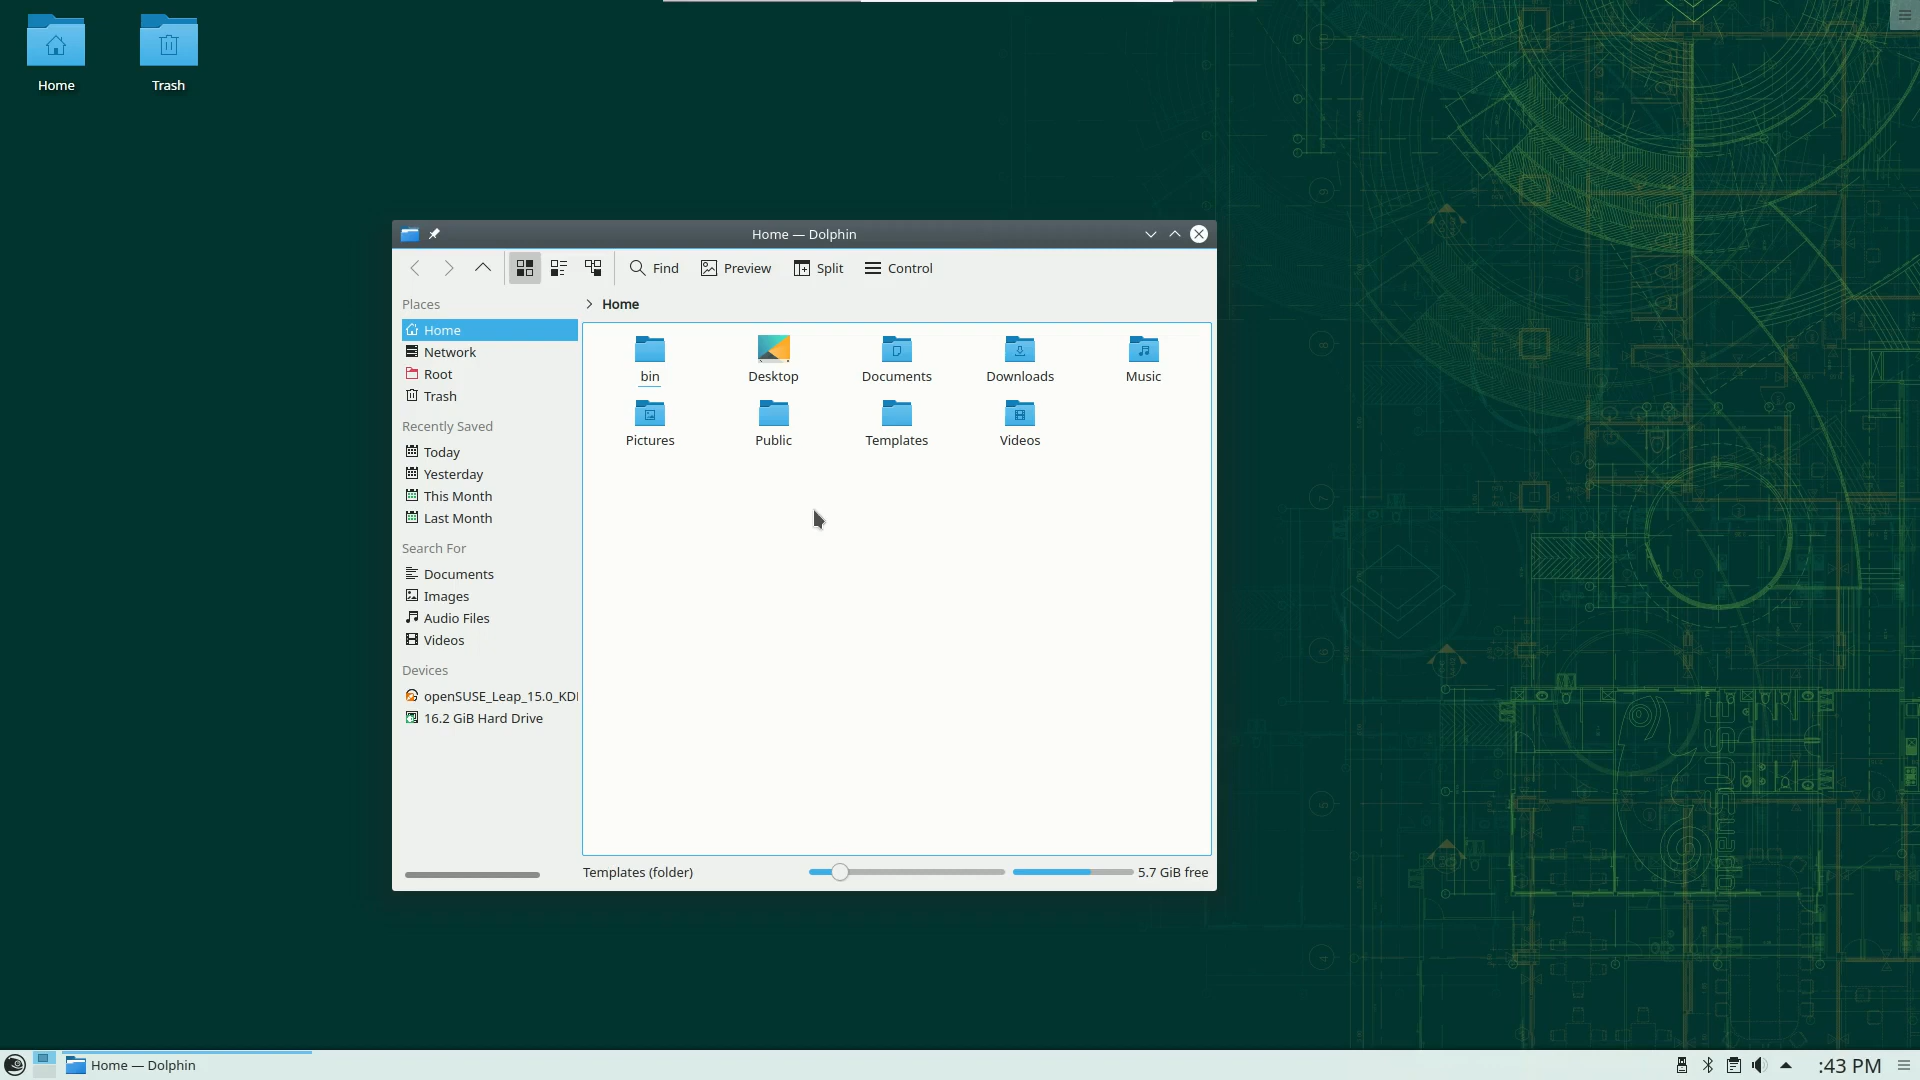 Home
Trash
Home — Dolphin
Find
Preview
Split
Control
Places
Home
Network
Root
Trash
Recently Saved
Today
Yesterday
This Month
Last Month
Search For
Documents
Images
Audio Files
Videos
Devices
openSUSE_Leap_15.0_KD
16.2 GiB Hard Drive
Home
bin
Desktop
Documents
Downloads
Music
Pictures
Public
Templates
Videos
Templates (folder)
5.7 GiB free
openSUSE
Home — Dolphin
:43 PM